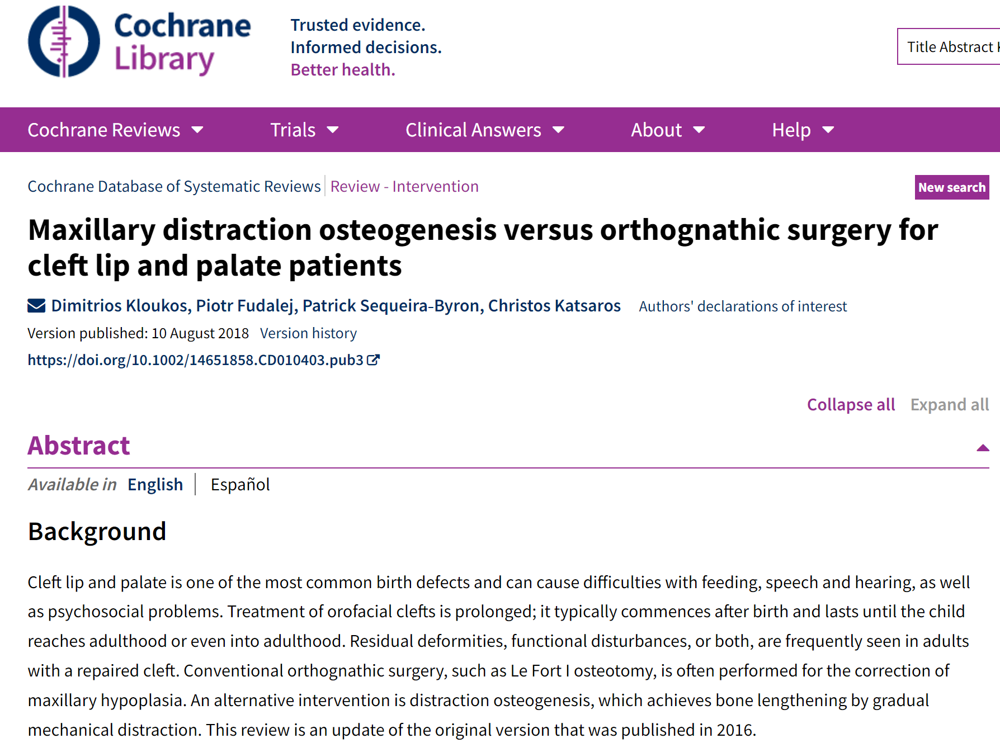 Cochrane
Library
Trusted evidence.
Informed decisions.
Better health.
Title Abstract
Cochrane Reviews
Trials
Clinical Answers
About
Help
Cochrane Database of Systematic Reviews
Review - Intervention
New search
Maxillary distraction osteogenesis versus orthognathic surgery for
cleft lip and palate patients
Dimitrios Kloukos, Piotr Fudalej, Patrick Sequeira-Byron, Christos Katsaros
Authors' declarations of interest
Version published: 10 August 2018
Version history
https://doi.org/10.1002/14651858.CD010403.pub3
Collapse all
Expand all
Abstract
Available in English
Español
Background
Cleft lip and palate is one of the most common birth defects and can cause difficulties with feeding, speech and hearing, as well
as psychosocial problems. Treatment of orofacial clefts is prolonged; it typically commences after birth and lasts until the child
reaches adulthood or even into adulthood. Residual deformities, functional disturbances, or both, are frequently seen in adults
with a repaired cleft. Conventional orthognathic surgery, such as Le Fort I osteotomy, is often performed for the correction of
maxillary hypoplasia. An alternative intervention is distraction osteogenesis, which achieves bone lengthening by gradual
mechanical distraction. This review is an update of the original version that was published in 2016.